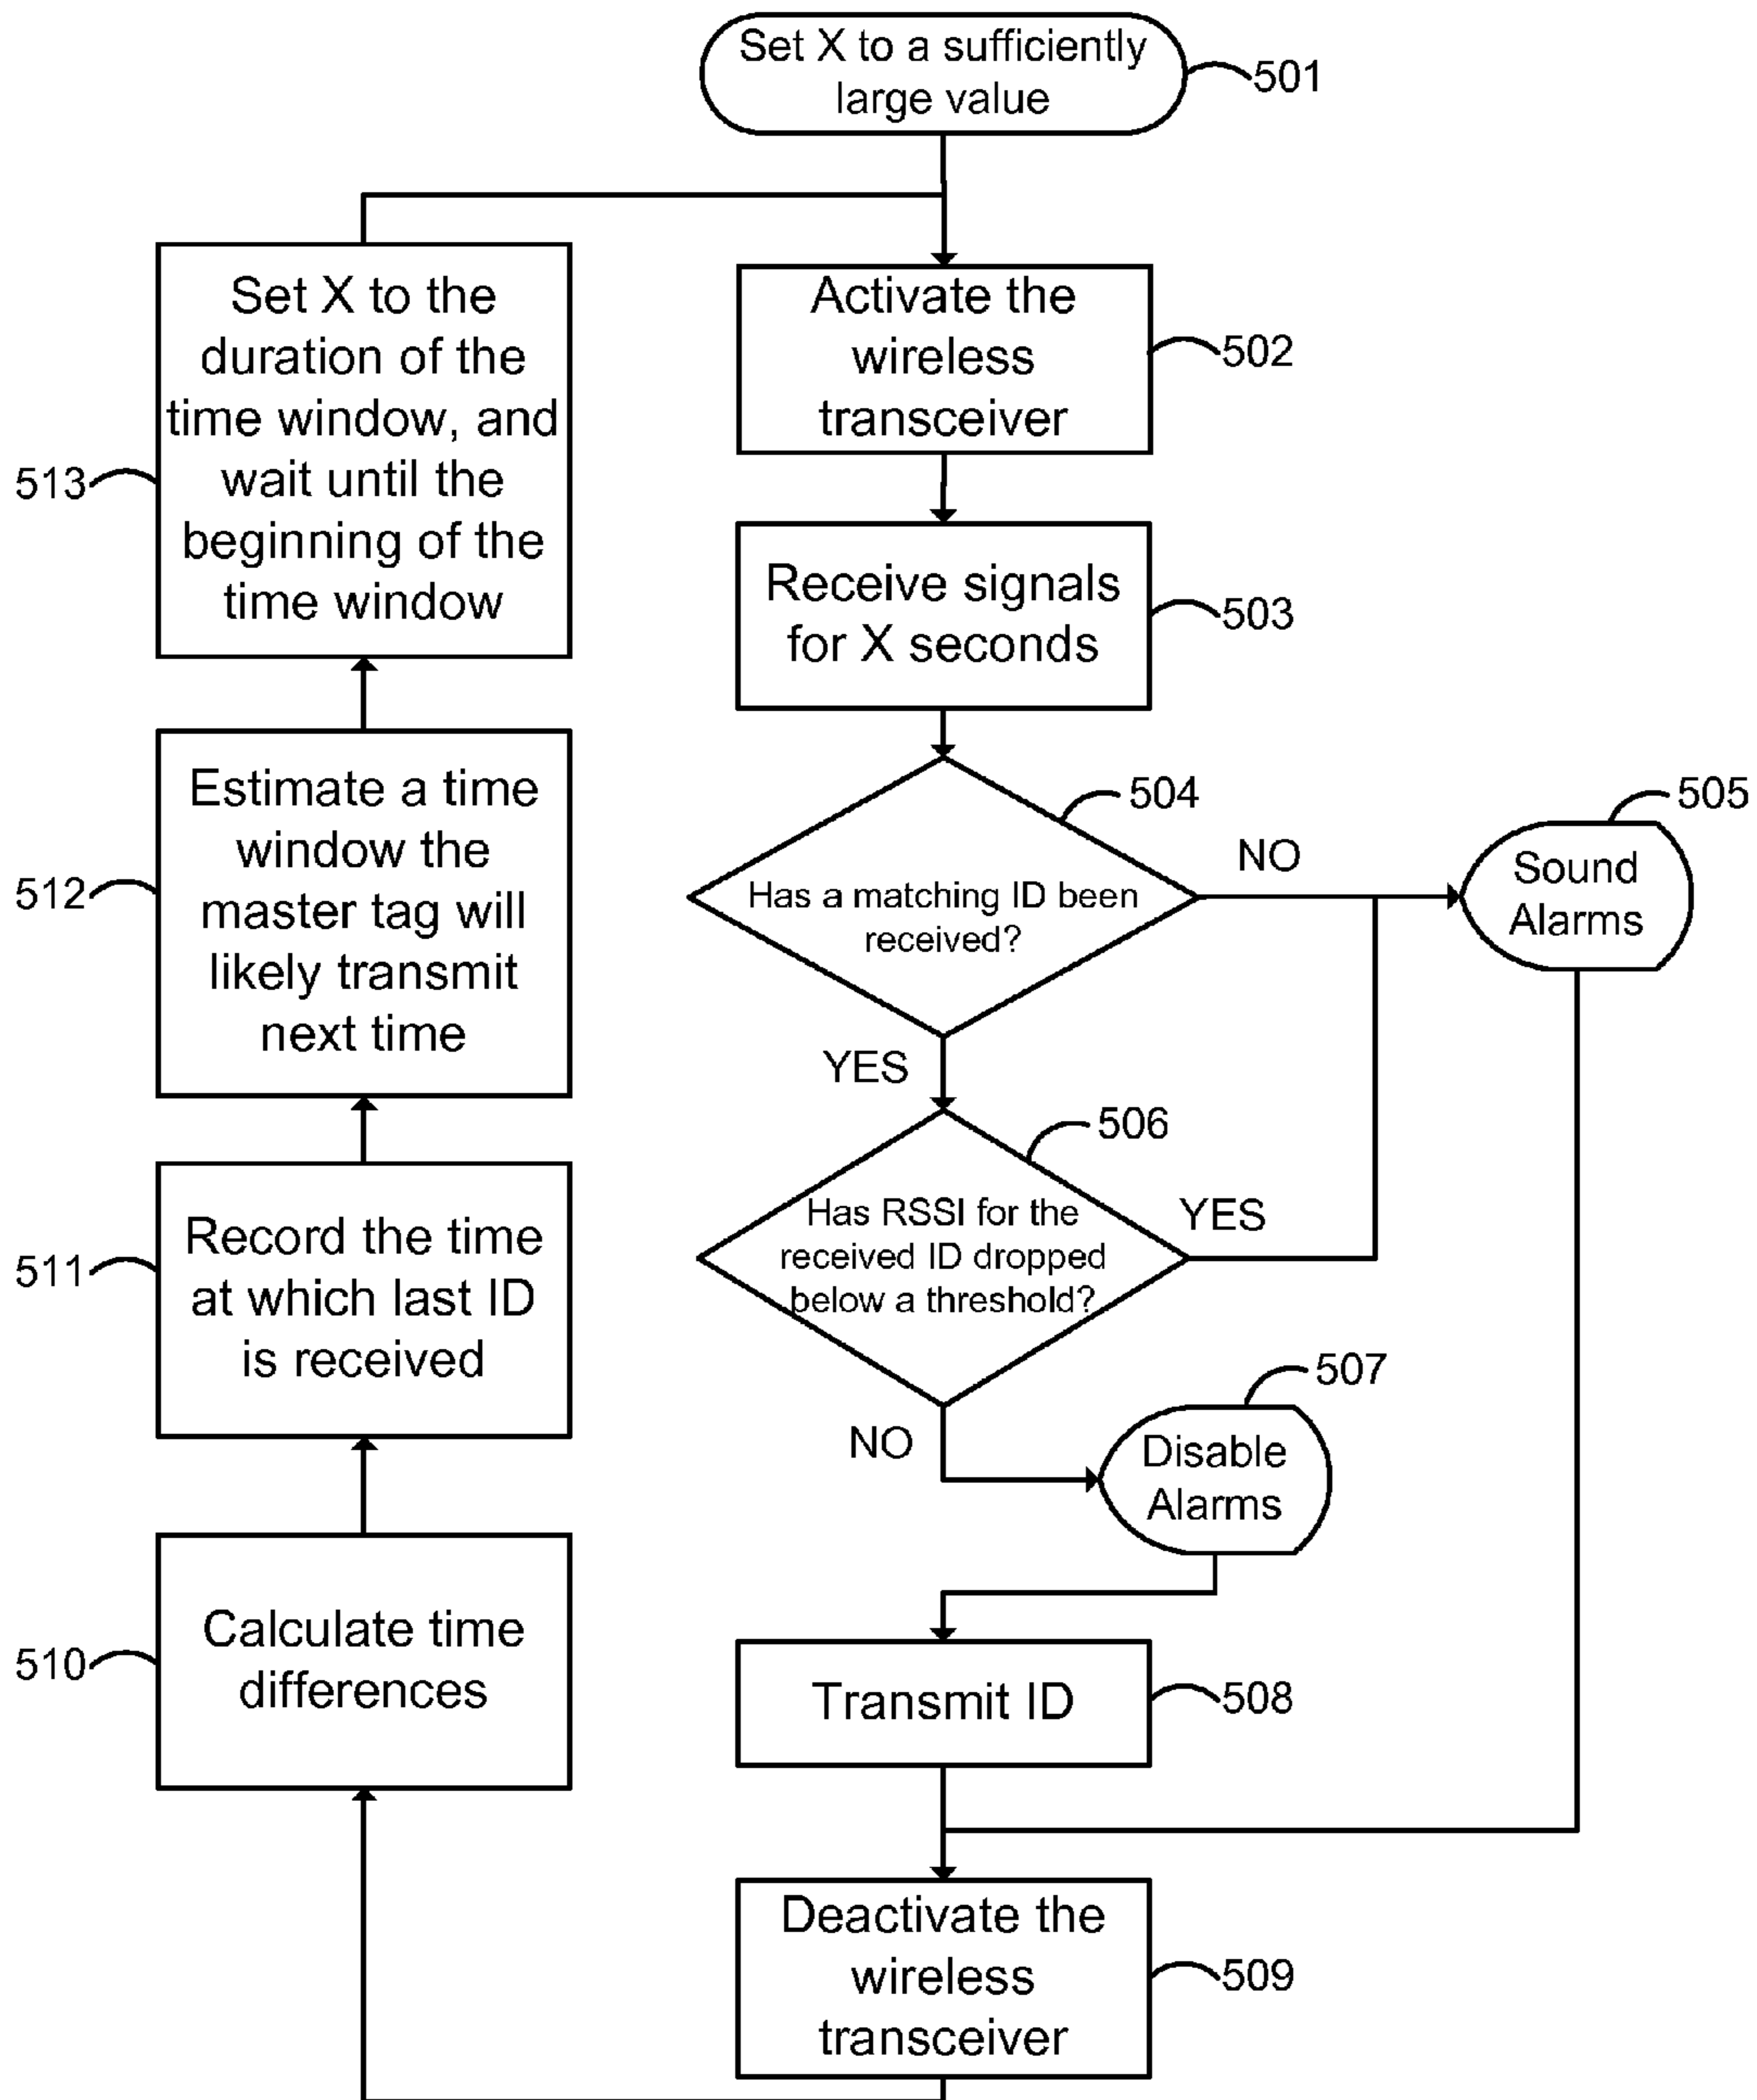 Set X to a sufficiently
large value
501
Activate the
wireless
transceiver
502
Receive signals
for X seconds
503
Has a matching ID been
received?
504
NO
YES
Sound
Alarms
505
Has RSSI for the
received ID dropped
below a threshold?
506
YES
NO
Disable
Alarms
507
Transmit ID
508
Deactivate the
wireless
transceiver
509
Calculate time
differences
510
Record the time
at which last ID
is received
511
Estimate a time
window the
master tag will
likely transmit
next time
512
Set X to the
duration of the
time window, and
wait until the
beginning of the
time window
513